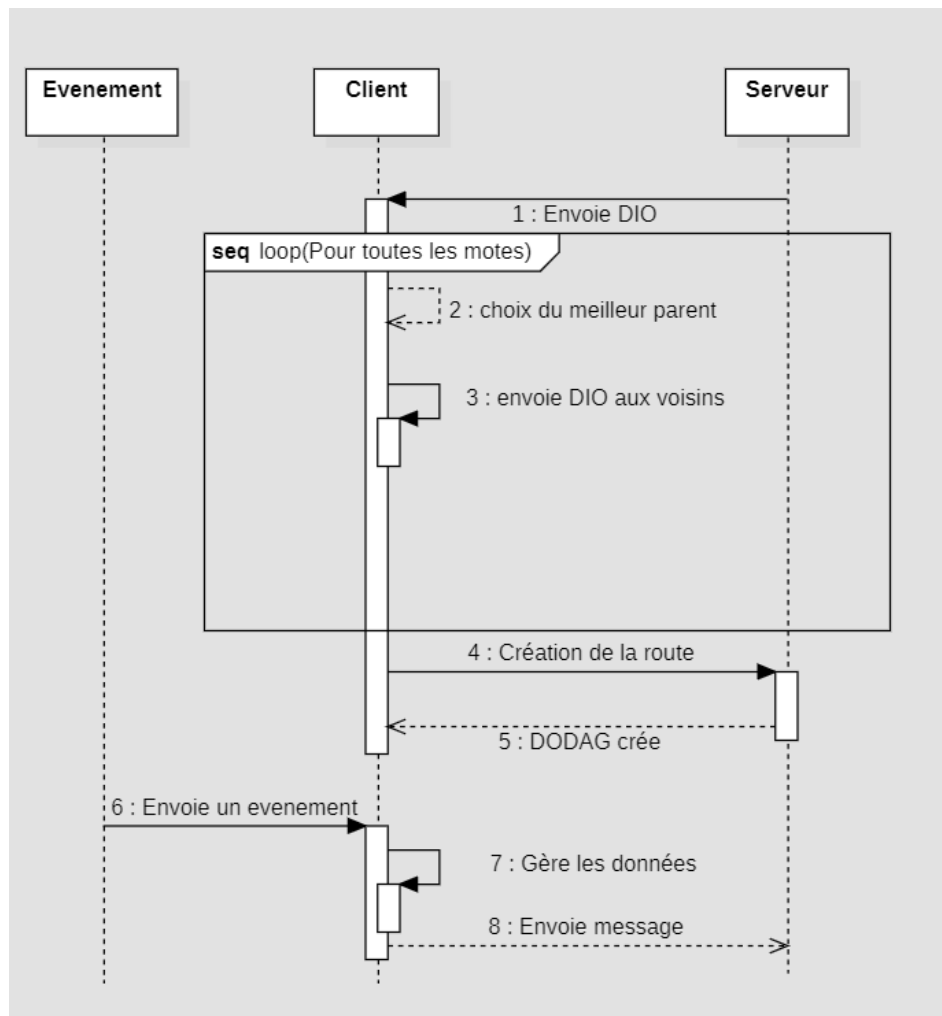 Evenement
Client
Serveur
1 : Envoie DIO
seq loop(Pour toutes les motes)
2 : choix du meilleur parent
3 : envoie DIO aux voisins
4 : Création de la route
5 : DODAG crée
6 : Envoie un evenement
7 : Gère les données
8 : Envoie message